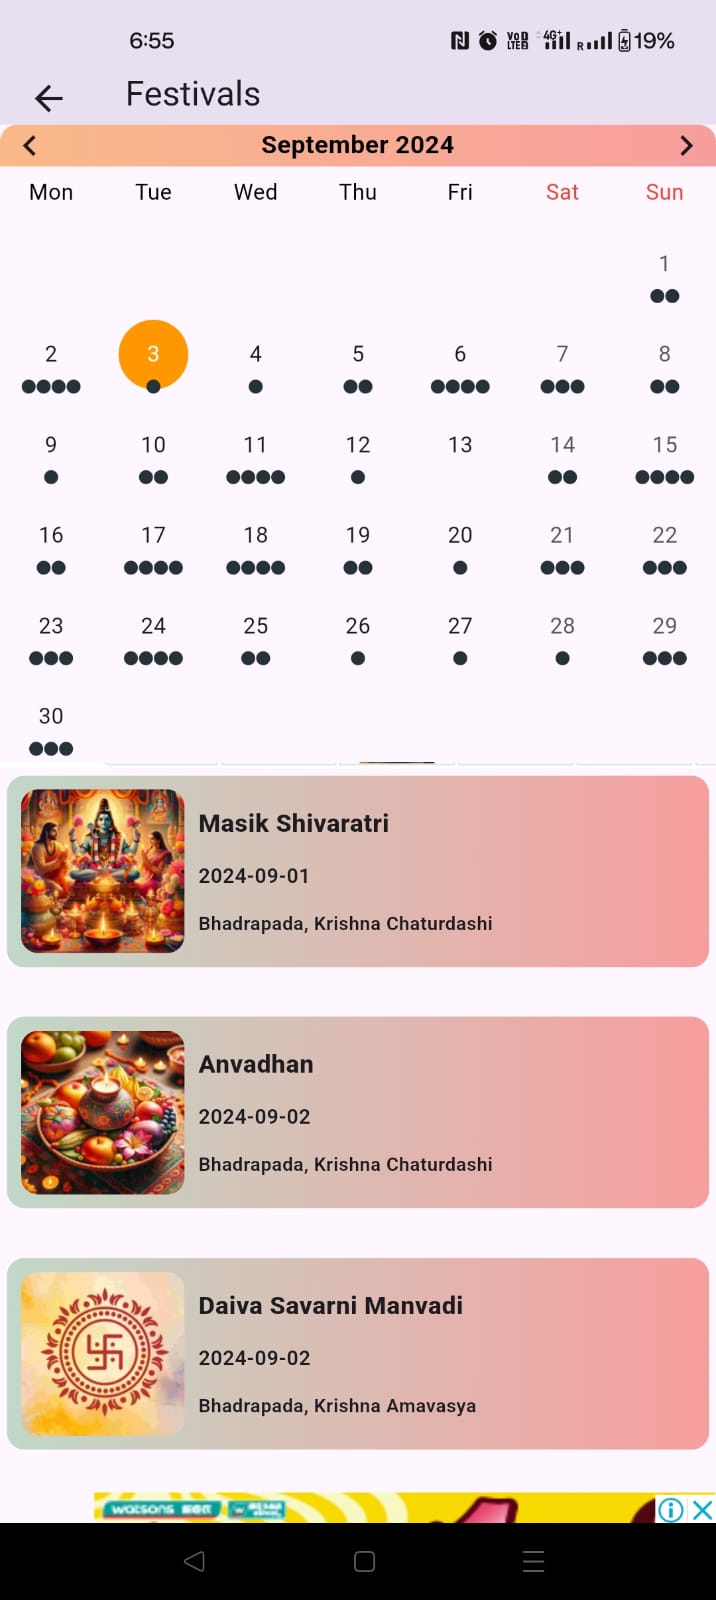 6:55 VoD LTE2 4G+ R 19%
Festivals
September 2024
Mon Tue Wed Thu Fri Sat Sun
1
2 3 4 5 6 7 8
9 10 11 12 13 14 15
16 17 18 19 20 21 22
23 24 25 26 27 28 29
30
Masik Shivaratri
2024-09-01
Bhadrapada, Krishna Chaturdashi
Anvadhan
2024-09-02
Bhadrapada, Krishna Chaturdashi
Daiva Savarni Manvadi
2024-09-02
Bhadrapada, Krishna Amavasya
watsons